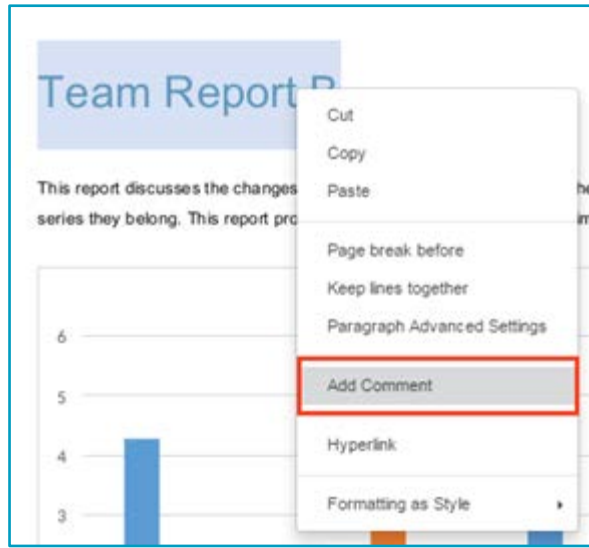 Team Report B
Cut
Copy
Paste
This report discusses the changes
series they belong. This report pro
Page break before
Keep lines together
Paragraph Advanced Settings
Add Comment
Hyperlink
Formatting as Style
6
5
4
3